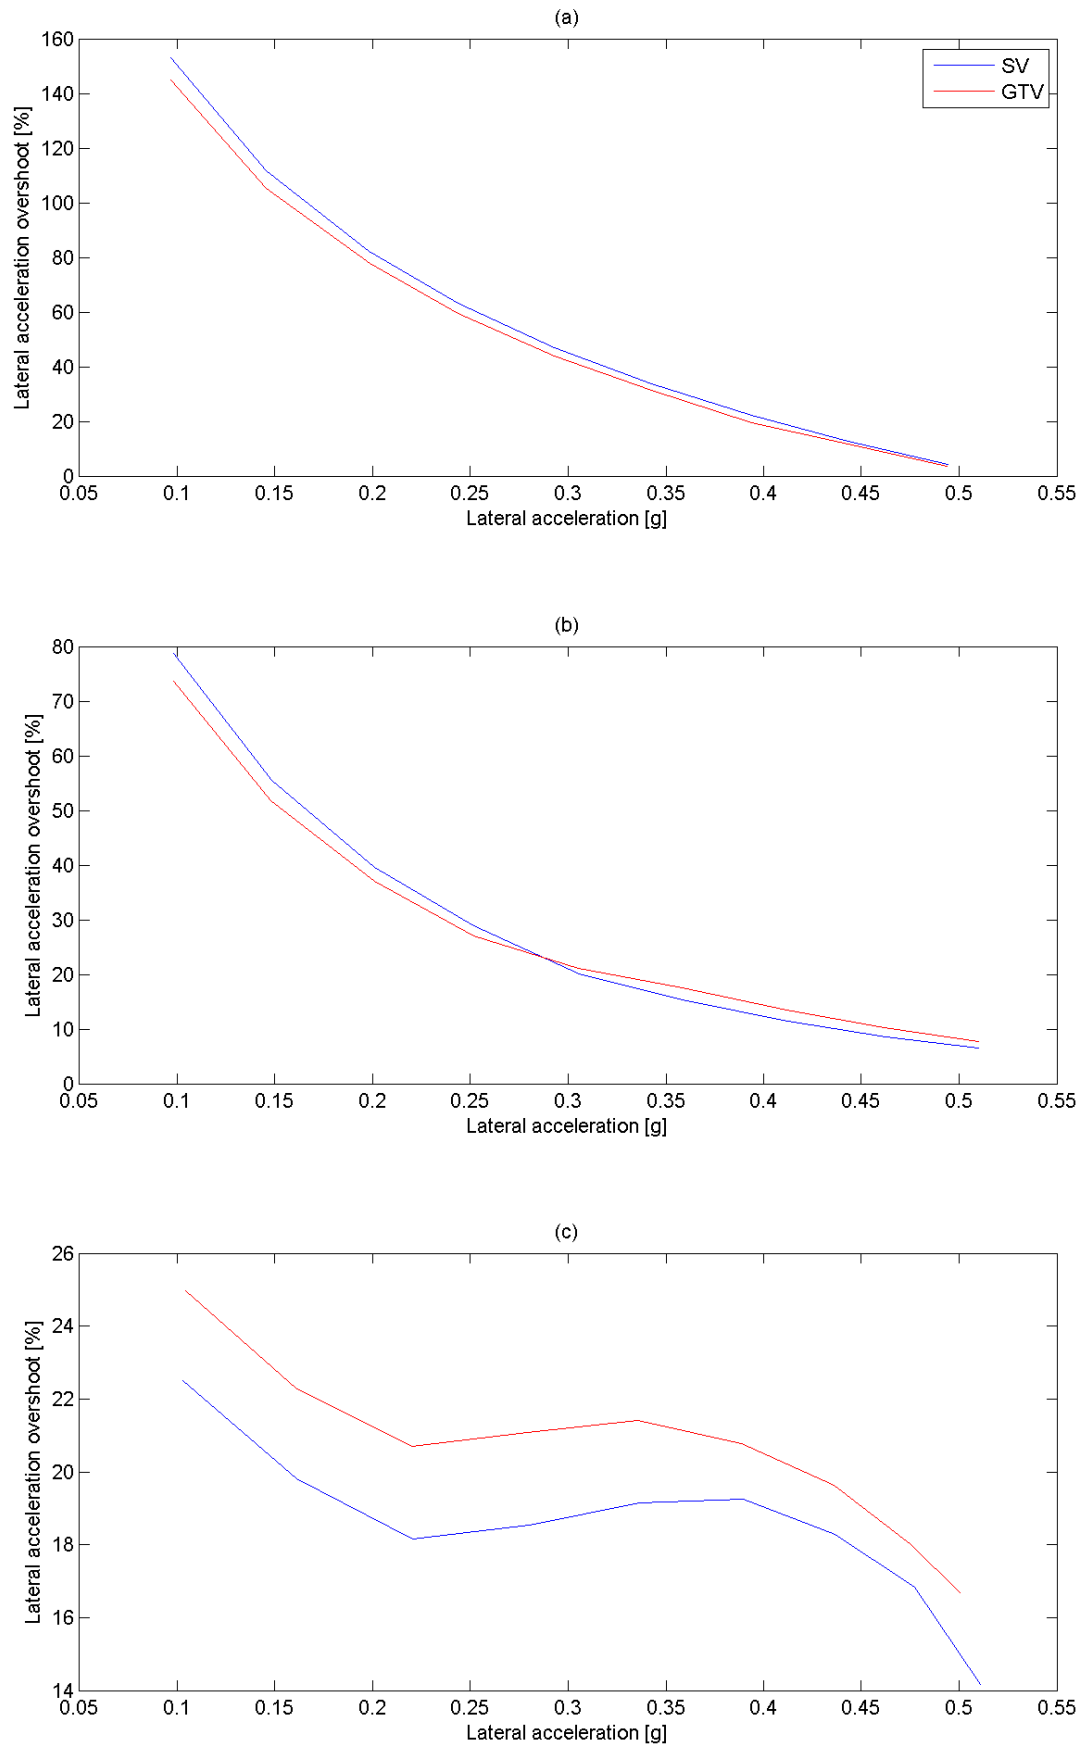 (a)
160
140
120
100
80
60
40
20
0
Lateral acceleration overshoot [%]
SV
GTV
0.05 0.1 0.15 0.2 0.25 0.3 0.35 0.4 0.45 0.5 0.55
Lateral acceleration [g]
(b)
80
70
60
50
40
30
20
10
0
Lateral acceleration overshoot [%]
0.05 0.1 0.15 0.2 0.25 0.3 0.35 0.4 0.45 0.5 0.55
Lateral acceleration [g]
(c)
26
24
22
20
18
16
14
Lateral acceleration overshoot [%]
0.05 0.1 0.15 0.2 0.25 0.3 0.35 0.4 0.45 0.5 0.55
Lateral acceleration [g]